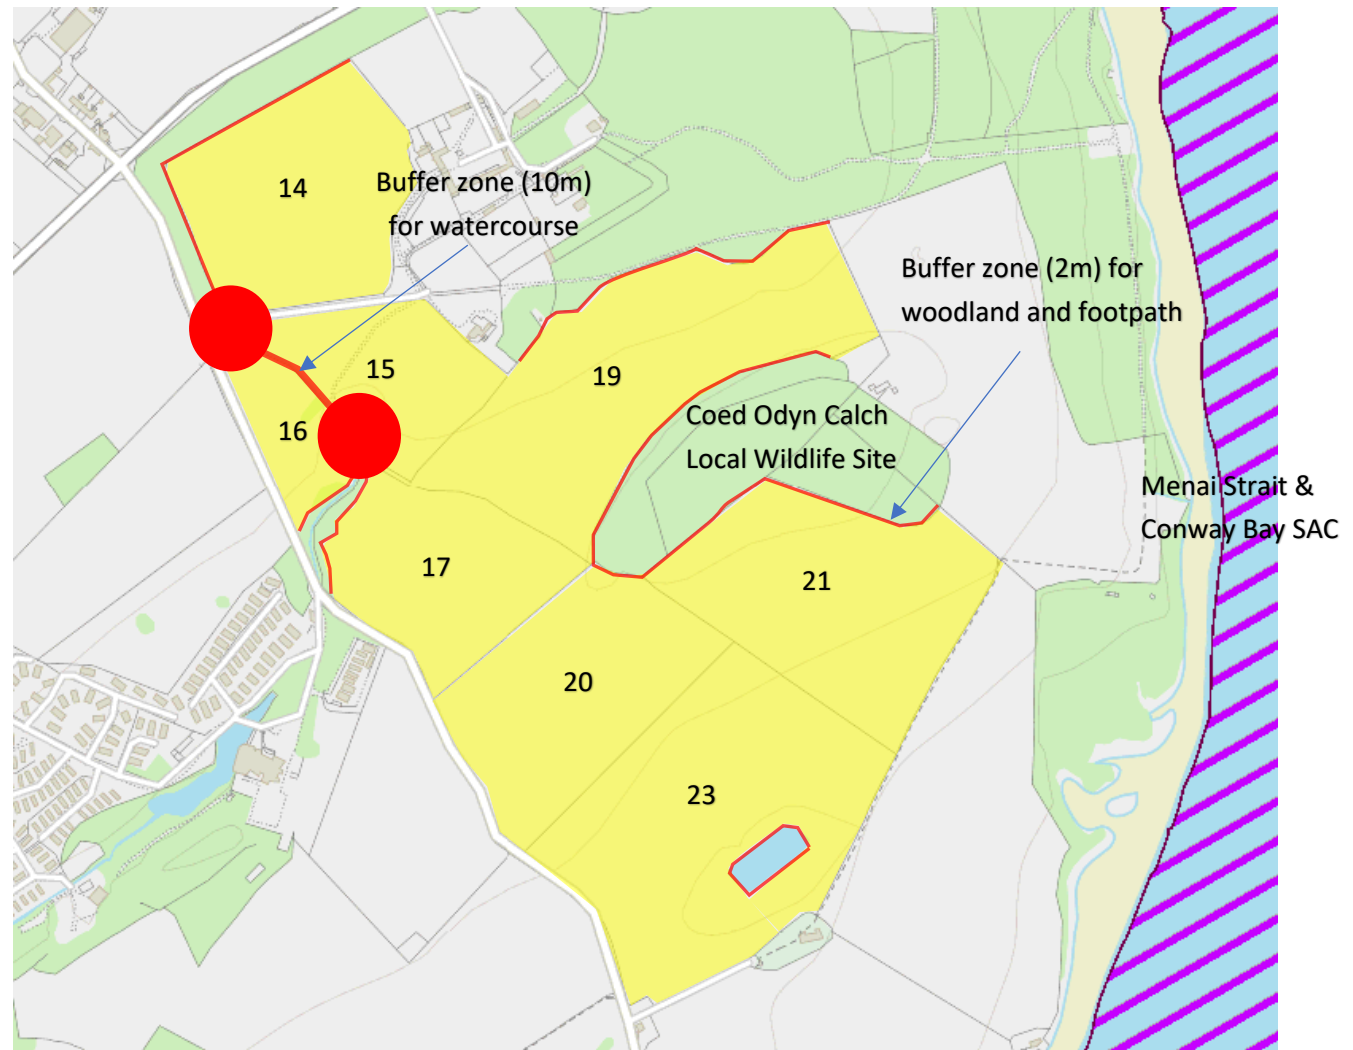 14
Buffer zone (10m)
for watercourse
Buffer zone (2m) for
woodland and footpath
15
19
16
Coed Odyn Calch
Local Wildlife Site
Menai Strait &
Conway Bay SAC
17
21
20
23